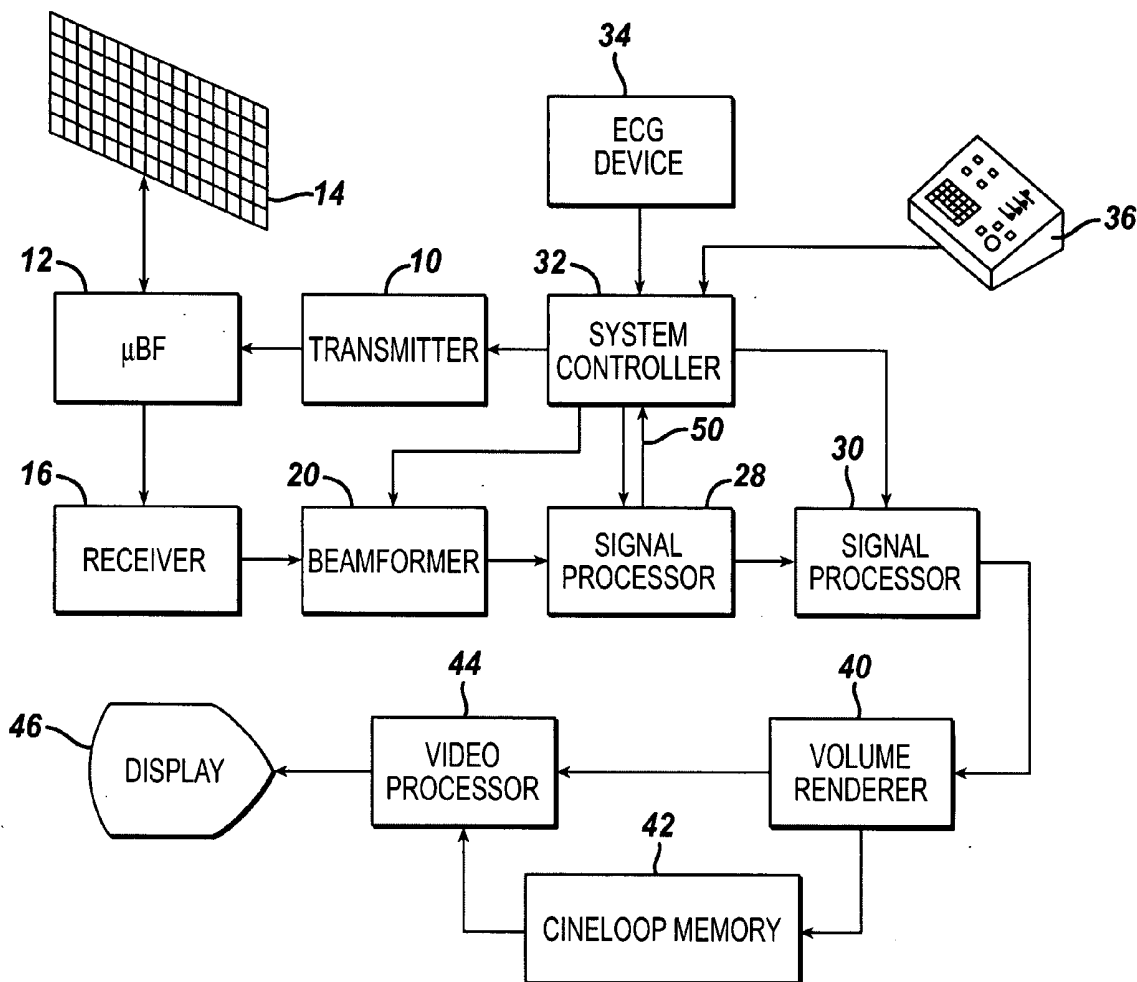 34
ECG
DEVICE
14
36
12
10
32
μBF
TRANSMITTER
SYSTEM
CONTROLLER
50
16
20
28
30
RECEIVER
BEAMFORMER
SIGNAL
PROCESSOR
SIGNAL
PROCESSOR
44
40
46
DISPLAY
VIDEO
PROCESSOR
VOLUME
RENDERER
42
CINELOOP MEMORY